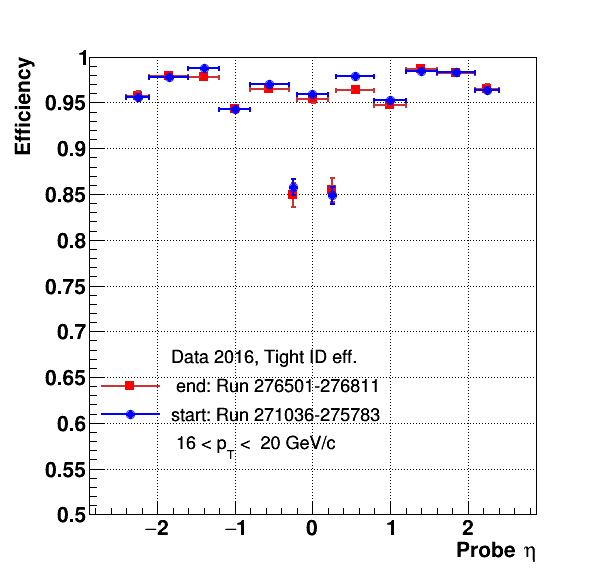 Efficiency
1
0.95
0.9
0.85
0.8
0.75
0.7
0.65
0.6
0.55
0.5
Data 2016, Tight ID eff.
end: Run 276501-276811
start: Run 271036-275783
16 < p_T < 20 GeV/c
−2 −1 0 1 2
Probe η